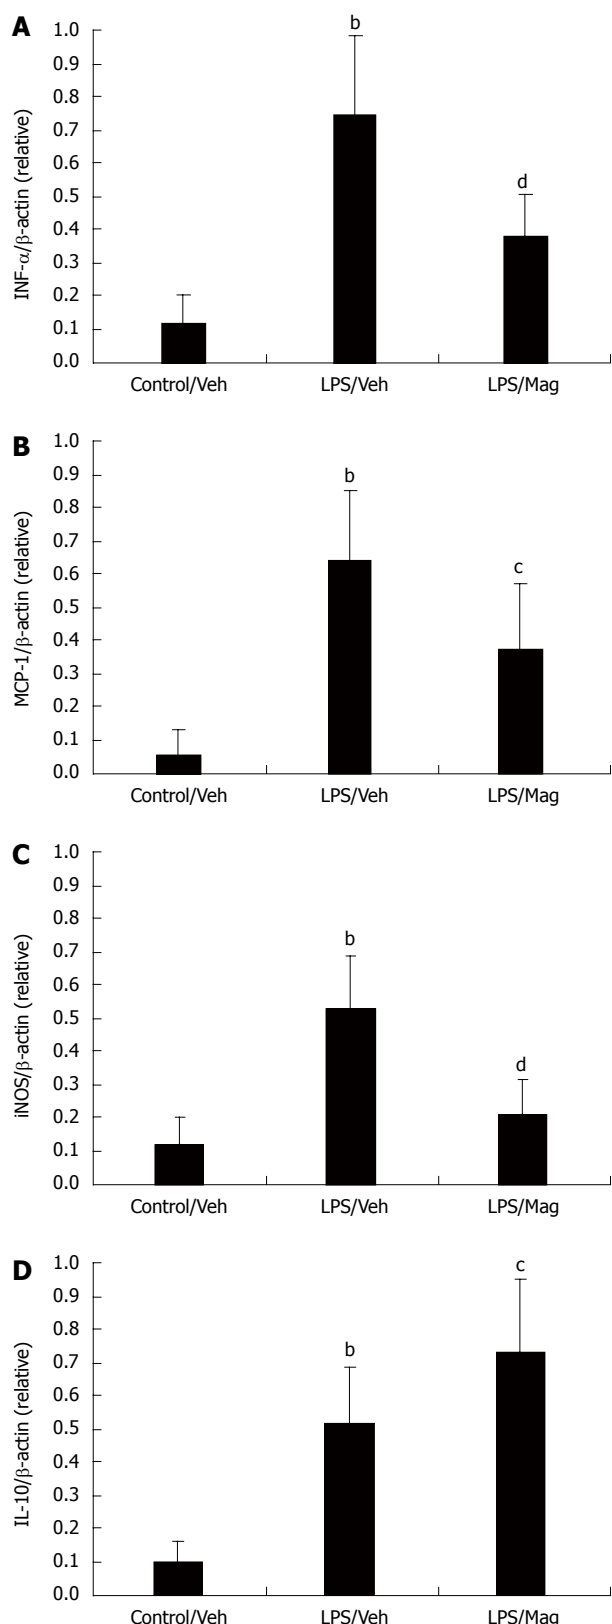 A
INF-α/β-actin (relative)
1.0
0.9
0.8
0.7
0.6
0.5
0.4
0.3
0.2
0.1
0.0
b
d
Control/Veh LPS/Veh LPS/Mag
B
MCP-1/β-actin (relative)
1.0
0.9
0.8
0.7
0.6
0.5
0.4
0.3
0.2
0.1
0.0
b
c
Control/Veh LPS/Veh LPS/Mag
C
iNOS/β-actin (relative)
1.0
0.9
0.8
0.7
0.6
0.5
0.4
0.3
0.2
0.1
0.0
b
d
Control/Veh LPS/Veh LPS/Mag
D
IL-10/β-actin (relative)
1.0
0.9
0.8
0.7
0.6
0.5
0.4
0.3
0.2
0.1
0.0
b
c
Control/Veh LPS/Veh LPS/Mag